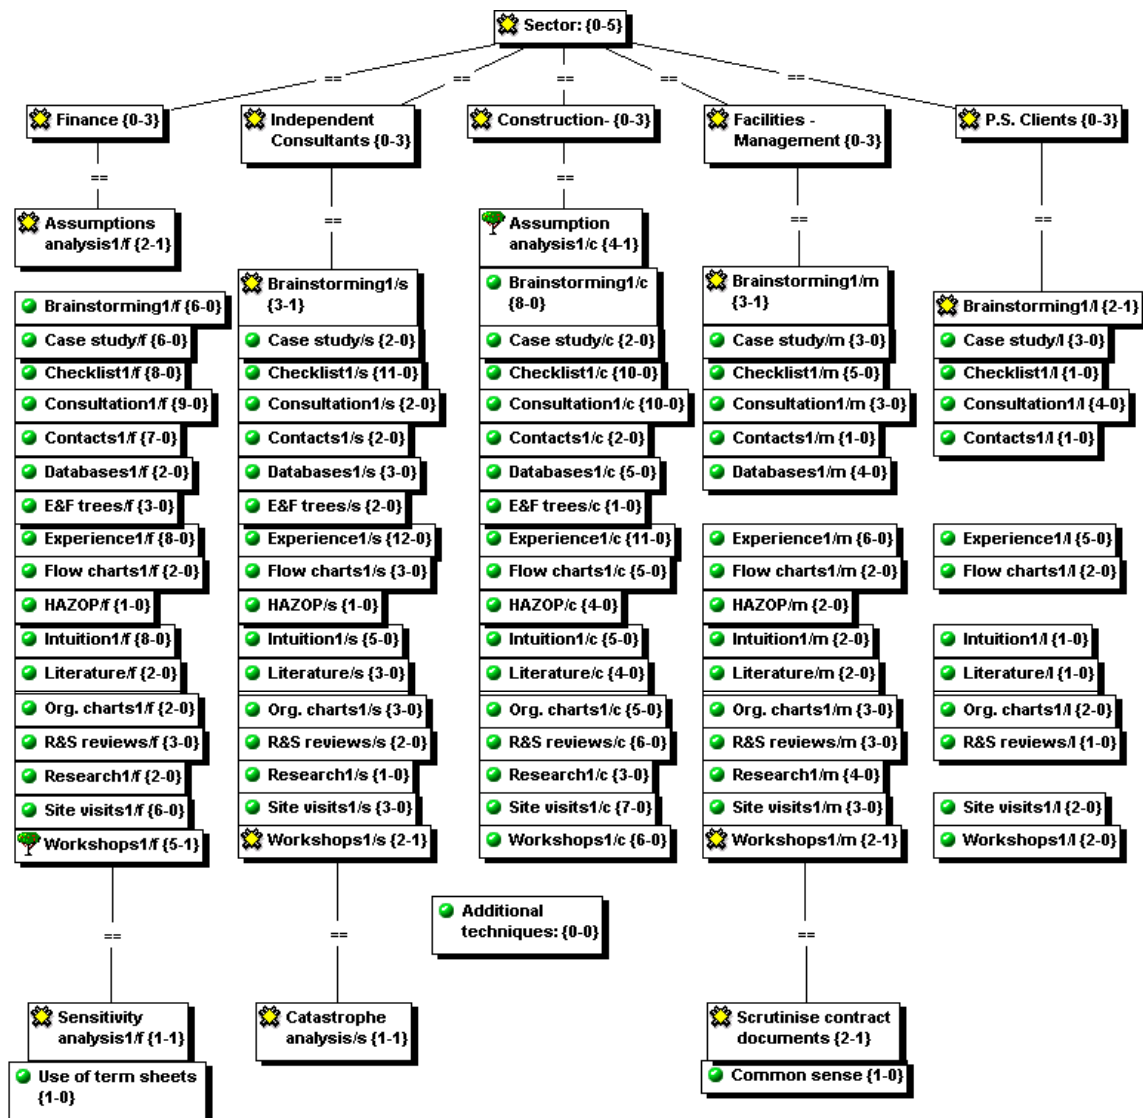 Sector: {0-5}
==
==
==
==
==
Finance {0-3}
Independent
Consultants {0-3}
Construction- {0-3}
Facilities -
Management {0-3}
P.S. Clients {0-3}
==
Assumptions
analysis1/f {2-1}
Brainstorming1/f {6-0}
Case study/f {6-0}
Checklist1/f {8-0}
Consultation1/f {9-0}
Contacts1/f {7-0}
Databases1/f {2-0}
E&F trees/f {3-0}
Experience1/f {8-0}
Flow charts1/f {2-0}
HAZOP/f {1-0}
Intuition1/f {8-0}
Literature/f {2-0}
Org. charts1/f {2-0}
R&S reviews/f {3-0}
Research1/f {2-0}
Site visits1/f {6-0}
Workshops1/f {5-1}
==
Sensitivity
analysis1/f {1-1}
Use of term sheets
{1-0}
==
Brainstorming1/s
{3-1}
Case study/s {2-0}
Checklist1/s {11-0}
Consultation1/s {2-0}
Contacts1/s {2-0}
Databases1/s {3-0}
E&F trees/s {2-0}
Experience1/s {12-0}
Flow charts1/s {3-0}
HAZOP/s {1-0}
Intuition1/s {5-0}
Literature/s {3-0}
Org. charts1/s {3-0}
R&S reviews/s {2-0}
Research1/s {1-0}
Site visits1/s {3-0}
Workshops1/s {2-1}
==
Catastrophe
analysis/s {1-1}
==
Assumption
analysis1/c {4-1}
Brainstorming1/c
{8-0}
Case study/c {2-0}
Checklist1/c {10-0}
Consultation1/c {10-0}
Contacts1/c {2-0}
Databases1/c {5-0}
E&F trees/c {1-0}
Experience1/c {11-0}
Flow charts1/c {5-0}
HAZOP/c {4-0}
Intuition1/c {5-0}
Literature/c {4-0}
Org. charts1/c {5-0}
R&S reviews/c {6-0}
Research1/c {3-0}
Site visits1/c {7-0}
Workshops1/c {6-0}
Additional
techniques: {0-0}
==
Brainstorming1/m
{3-1}
Case study/m {3-0}
Checklist1/m {5-0}
Consultation1/m {3-0}
Contacts1/m {1-0}
Databases1/m {4-0}
Experience1/m {6-0}
Flow charts1/m {2-0}
HAZOP/m {2-0}
Intuition1/m {2-0}
Literature/m {2-0}
Org. charts1/m {3-0}
R&S reviews/m {3-0}
Research1/m {4-0}
Site visits1/m {3-0}
Workshops1/m {2-1}
==
Scrutinise contract
documents {2-1}
Common sense {1-0}
==
Brainstorming1/l {2-1}
Case study/l {3-0}
Checklist1/l {1-0}
Consultation1/l {4-0}
Contacts1/l {1-0}
Experience1/l {5-0}
Flow charts1/l {2-0}
Intuition1/l {1-0}
Literature/l {1-0}
Org. charts1/l {2-0}
R&S reviews/l {1-0}
Site visits1/l {2-0}
Workshops1/l {2-0}